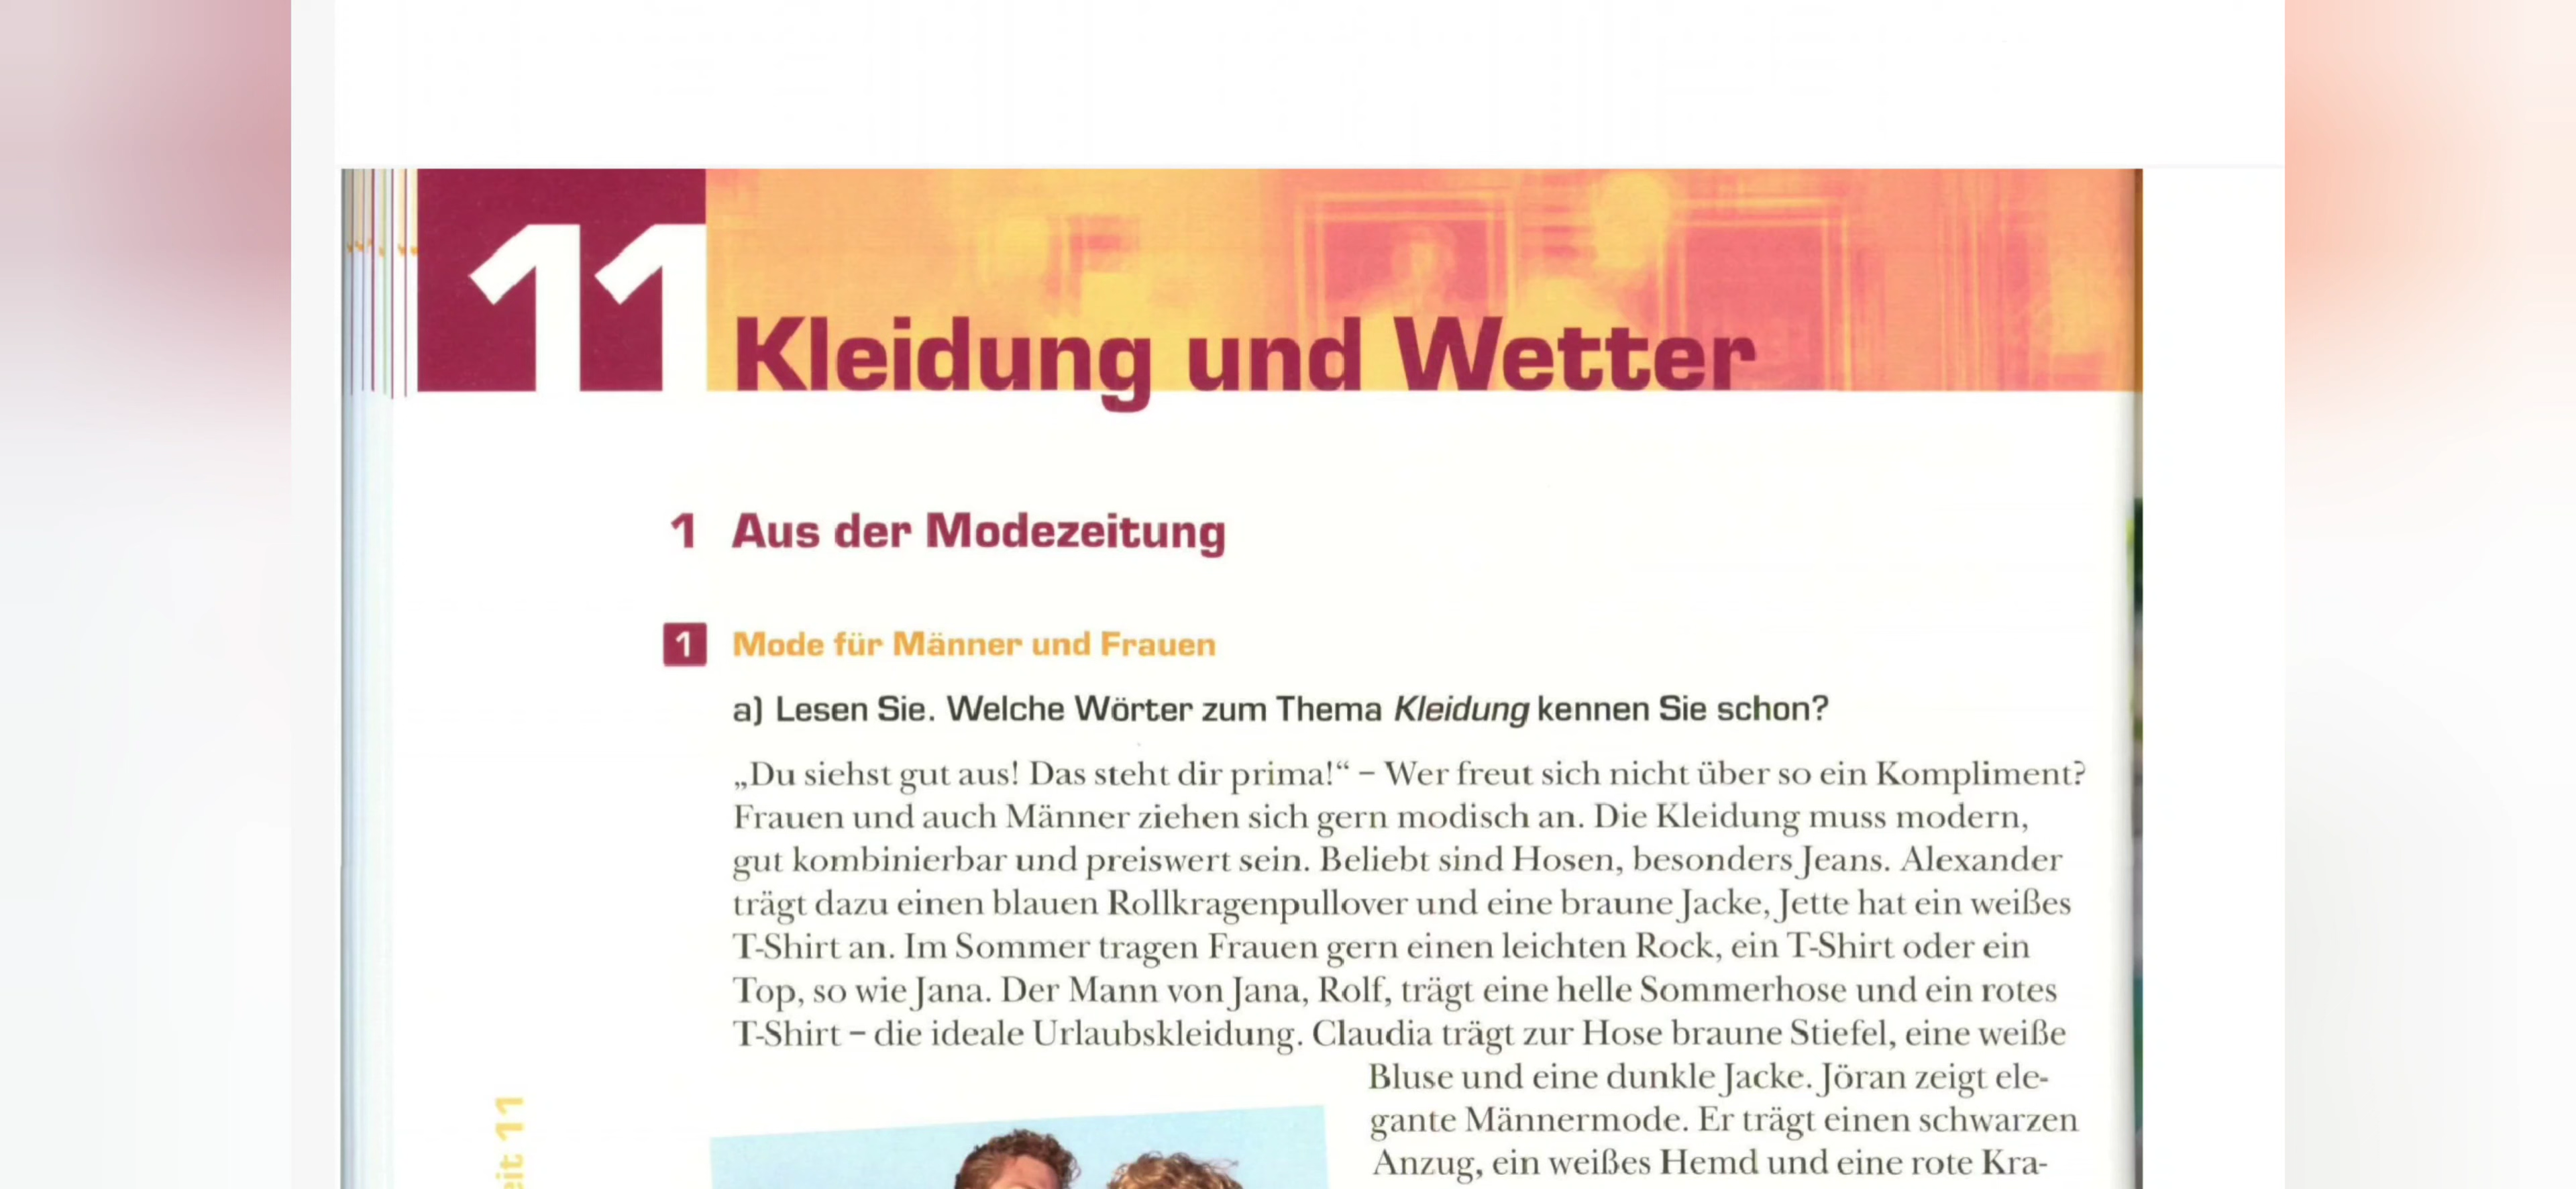 11
Kleidung und Wetter
1 Aus der Modezeitung
1 Mode für Männer und Frauen
a) Lesen Sie. Welche Wörter zum Thema Kleidung kennen Sie schon?
„Du siehst gut aus! Das steht dir prima!“ – Wer freut sich nicht über so ein Kompliment?
Frauen und auch Männer ziehen sich gern modisch an. Die Kleidung muss modern,
gut kombinierbar und preiswert sein. Beliebt sind Hosen, besonders Jeans. Alexander
trägt dazu einen blauen Rollkragenpullover und eine braune Jacke, Jette hat ein weißes
T-Shirt an. Im Sommer tragen Frauen gern einen leichten Rock, ein T-Shirt oder ein
Top, so wie Jana. Der Mann von Jana, Rolf, trägt eine helle Sommerhose und ein rotes
T-Shirt – die ideale Urlaubskleidung. Claudia trägt zur Hose braune Stiefel, eine weiße
Bluse und eine dunkle Jacke. Jöran zeigt ele-
gante Männermode. Er trägt einen schwarzen
Anzug, ein weißes Hemd und eine rote Kra-
eit 11